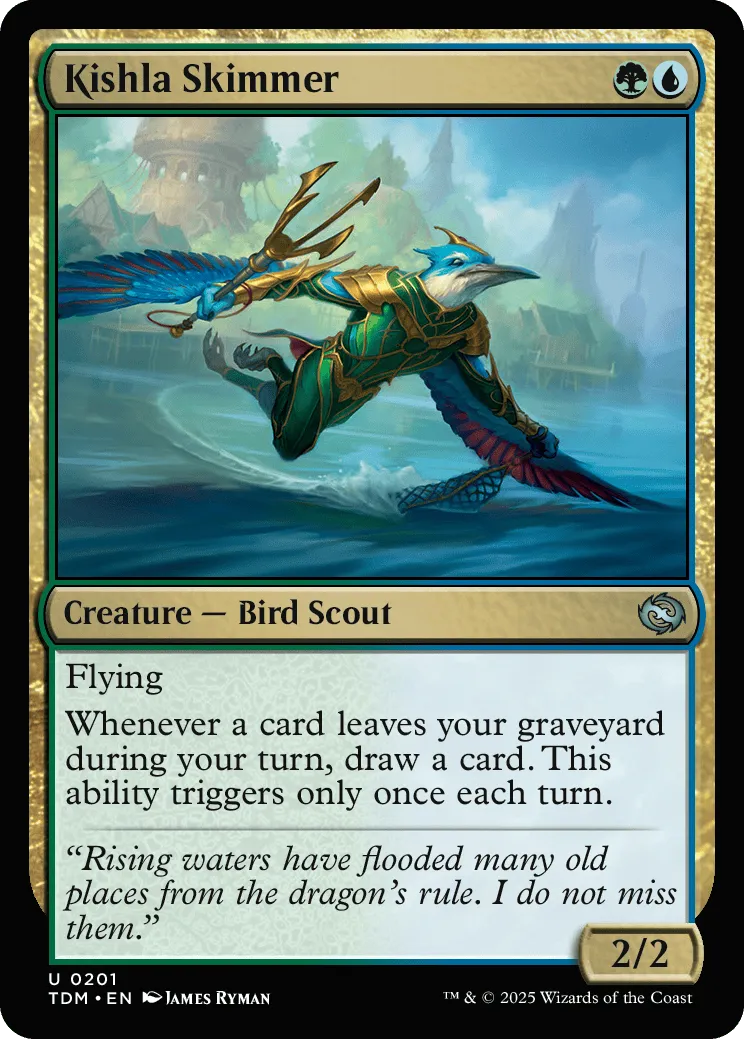 Kishla Skimmer
Creature — Bird Scout
Flying
Whenever a card leaves your graveyard
during your turn, draw a card. This
ability triggers only once each turn.
“Rising waters have flooded many old
places from the dragon’s rule. I do not miss
them.”
2/2
U 0201
TDM • EN JAMES RYMAN
™ & © 2025 Wizards of the Coast